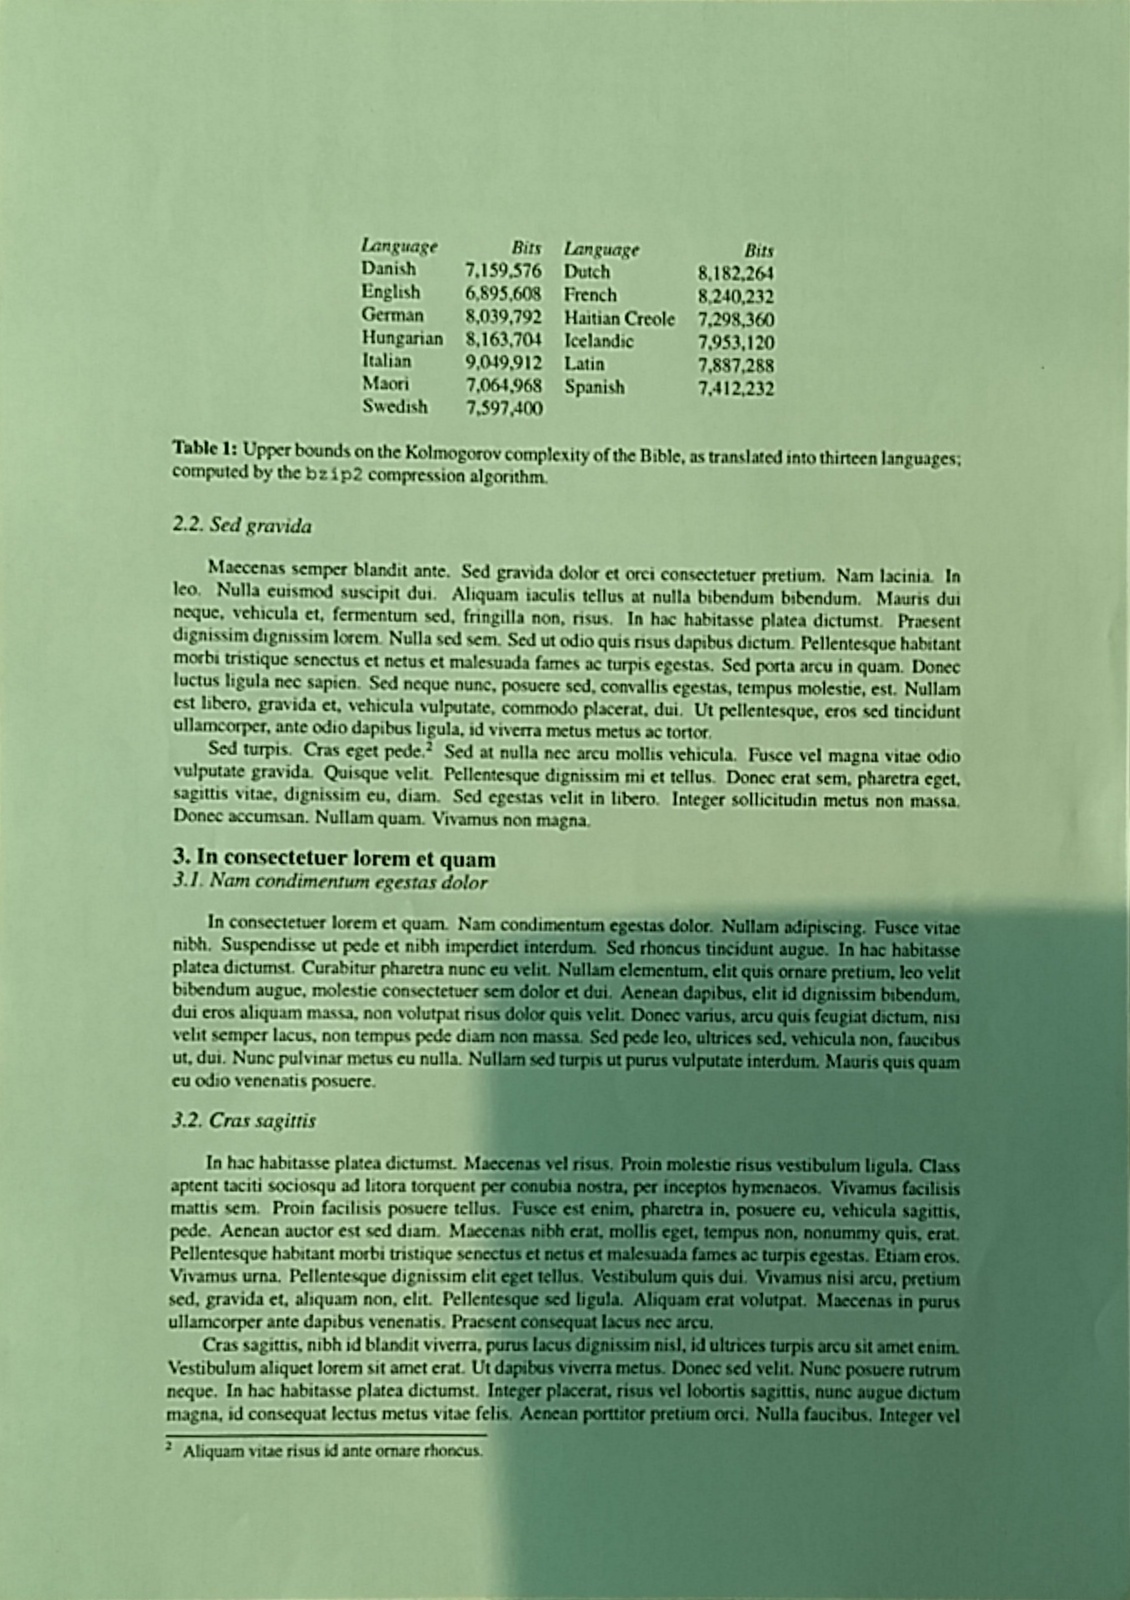 Language Bits Language Bits
Danish 7,159,576 Dutch 8,182,264
English 6,895,608 French 8,240,232
German 8,039,792 Haitian Creole 7,298,360
Hungarian 8,163,704 Icelandic 7,953,120
Italian 9,049,912 Latin 7,887,288
Maori 7,064,968 Spanish 7,412,232
Swedish 7,597,400
Table 1: Upper bounds on the Kolmogorov complexity of the Bible, as translated into thirteen languages;
computed by the bzip2 compression algorithm.
2.2. Sed gravida
Maecenas semper blandit ante. Sed gravida dolor et orci consectetuer pretium. Nam lacinia. In
leo. Nulla euismod suscipit dui. Aliquam iaculis tellus at nulla bibendum bibendum. Mauris dui
neque, vehicula et, fermentum sed, fringilla non, risus. In hac habitasse platea dictumst. Praesent
dignissim dignissim lorem. Nulla sed sem. Sed ut odio quis risus dapibus dictum. Pellentesque habitant
morbi tristique senectus et netus et malesuada fames ac turpis egestas. Sed porta arcu in quam. Donec
luctus ligula nec sapien. Sed neque nunc, posuere sed, convallis egestas, tempus molestie, est. Nullam
est libero, gravida et, vehicula vulputate, commodo placerat, dui. Ut pellentesque, eros sed tincidunt
ullamcorper, ante odio dapibus ligula, id viverra metus metus ac tortor.
Sed turpis. Cras eget pede.² Sed at nulla nec arcu mollis vehicula. Fusce vel magna vitae odio
vulputate gravida. Quisque velit. Pellentesque dignissim mi et tellus. Donec erat sem, pharetra eget,
sagittis vitae, dignissim eu, diam. Sed egestas velit in libero. Integer sollicitudin metus non massa.
Donec accumsan. Nullam quam. Vivamus non magna.
3. In consectetuer lorem et quam
3.1. Nam condimentum egestas dolor
In consectetuer lorem et quam. Nam condimentum egestas dolor. Nullam adipiscing. Fusce vitae
nibh. Suspendisse ut pede et nibh imperdiet interdum. Sed rhoncus tincidunt augue. In hac habitasse
platea dictumst. Curabitur pharetra nunc eu velit. Nullam elementum, elit quis ornare pretium, leo velit
bibendum augue, molestie consectetuer sem dolor et dui. Aenean dapibus, elit id dignissim bibendum,
dui eros aliquam massa, non volutpat risus dolor quis velit. Donec varius, arcu quis feugiat dictum, nisi
velit semper lacus, non tempus pede diam non massa. Sed pede leo, ultrices sed, vehicula non, faucibus
ut, dui. Nunc pulvinar metus eu nulla. Nullam sed turpis ut purus vulputate interdum. Mauris quis quam
eu odio venenatis posuere.
3.2. Cras sagittis
In hac habitasse platea dictumst. Maecenas vel risus. Proin molestie risus vestibulum ligula. Class
aptent taciti sociosqu ad litora torquent per conubia nostra, per inceptos hymenaeos. Vivamus facilisis
mattis sem. Proin facilisis posuere tellus. Fusce est enim, pharetra in, posuere eu, vehicula sagittis,
pede. Aenean auctor est sed diam. Maecenas nibh erat, mollis eget, tempus non, nonummy quis, erat.
Pellentesque habitant morbi tristique senectus et netus et malesuada fames ac turpis egestas. Etiam eros.
Vivamus urna. Pellentesque dignissim elit eget tellus. Vestibulum quis dui. Vivamus nisi arcu, pretium
sed, gravida et, aliquam non, elit. Pellentesque sed ligula. Aliquam erat volutpat. Maecenas in purus
ullamcorper ante dapibus venenatis. Praesent consequat lacus nec arcu.
Cras sagittis, nibh id blandit viverra, purus lacus dignissim nisl, id ultrices turpis arcu sit amet enim.
Vestibulum aliquet lorem sit amet erat. Ut dapibus viverra metus. Donec sed velit. Nunc posuere rutrum
neque. In hac habitasse platea dictumst. Integer placerat, risus vel lobortis sagittis, nunc augue dictum
magna, id consequat lectus metus vitae felis. Aenean porttitor pretium orci. Nulla faucibus. Integer vel
² Aliquam vitae risus id ante ornare rhoncus.